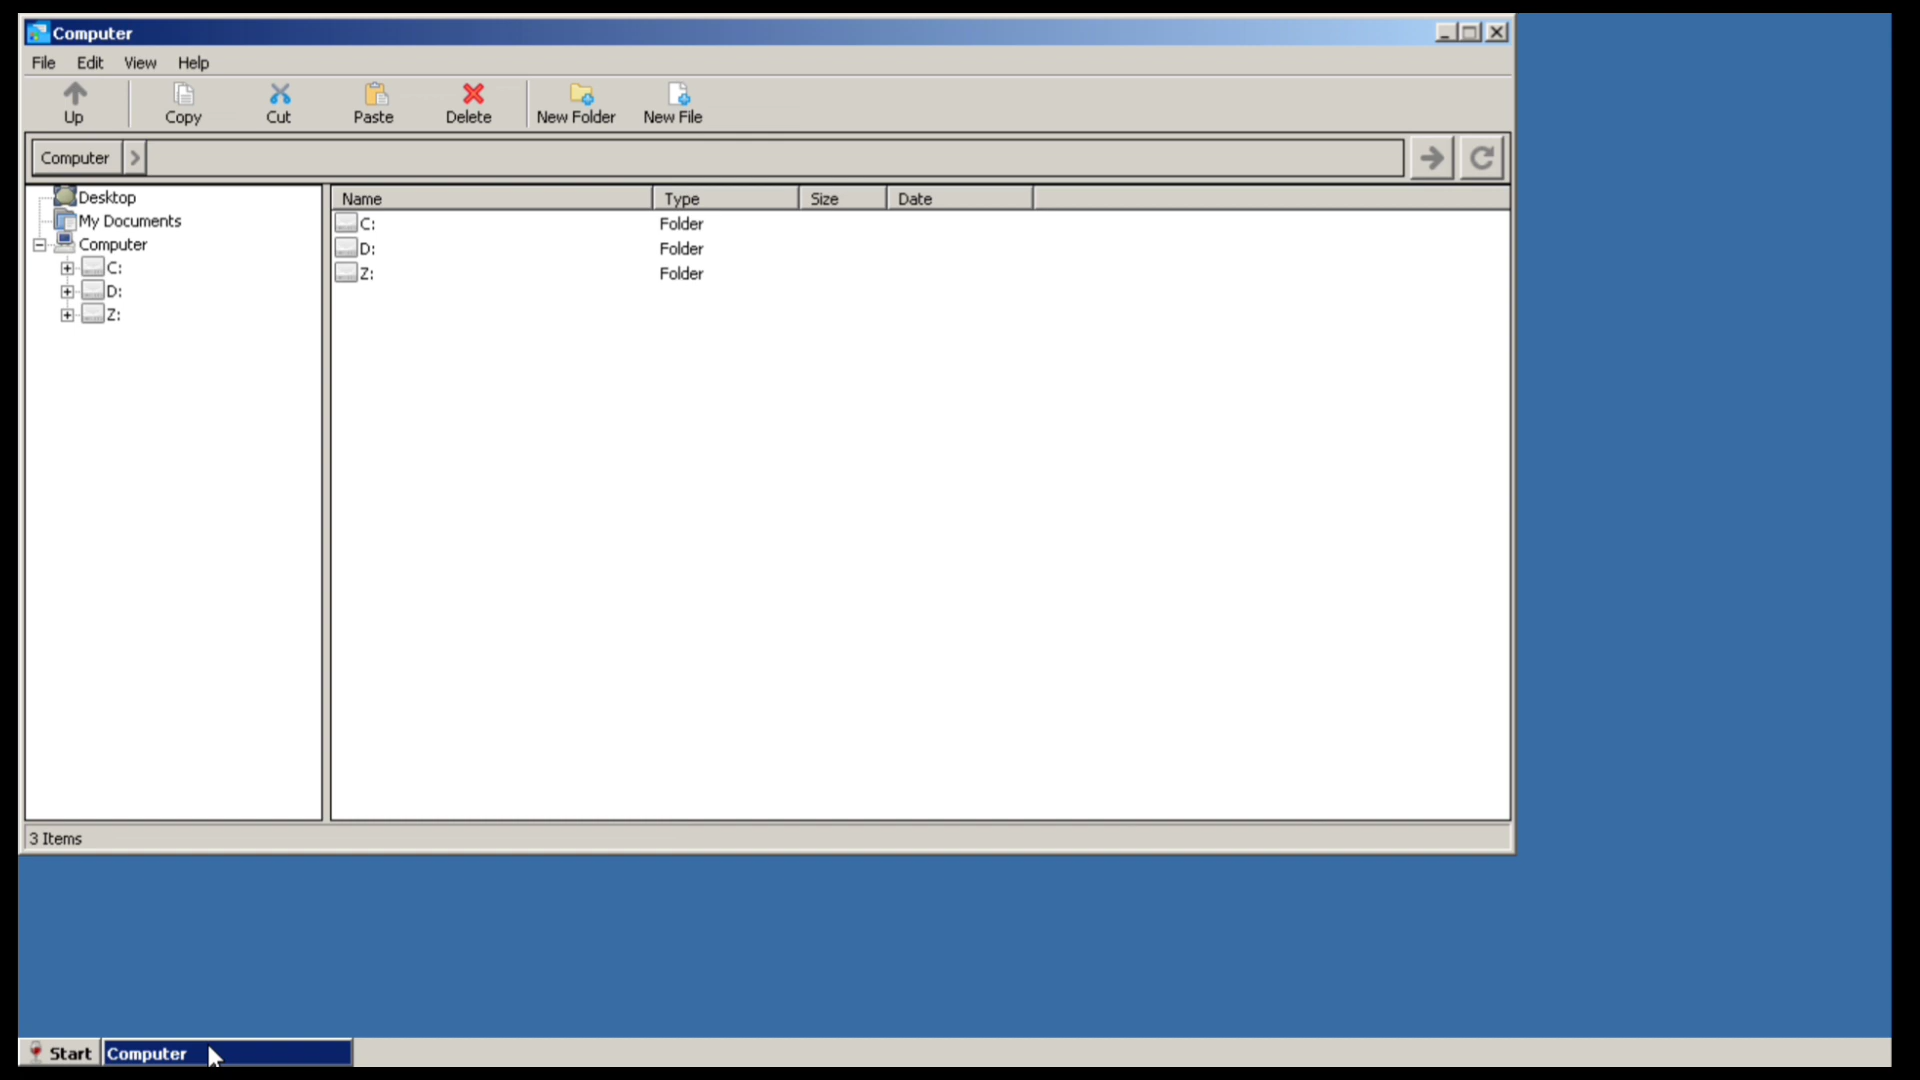 Computer
File Edit View Help
Up Copy Cut Paste Delete New Folder New File
Computer
Desktop
My Documents
Computer
C:
D:
Z:
Name Type Size Date
C: Folder
D: Folder
Z: Folder
3 Items
Start Computer